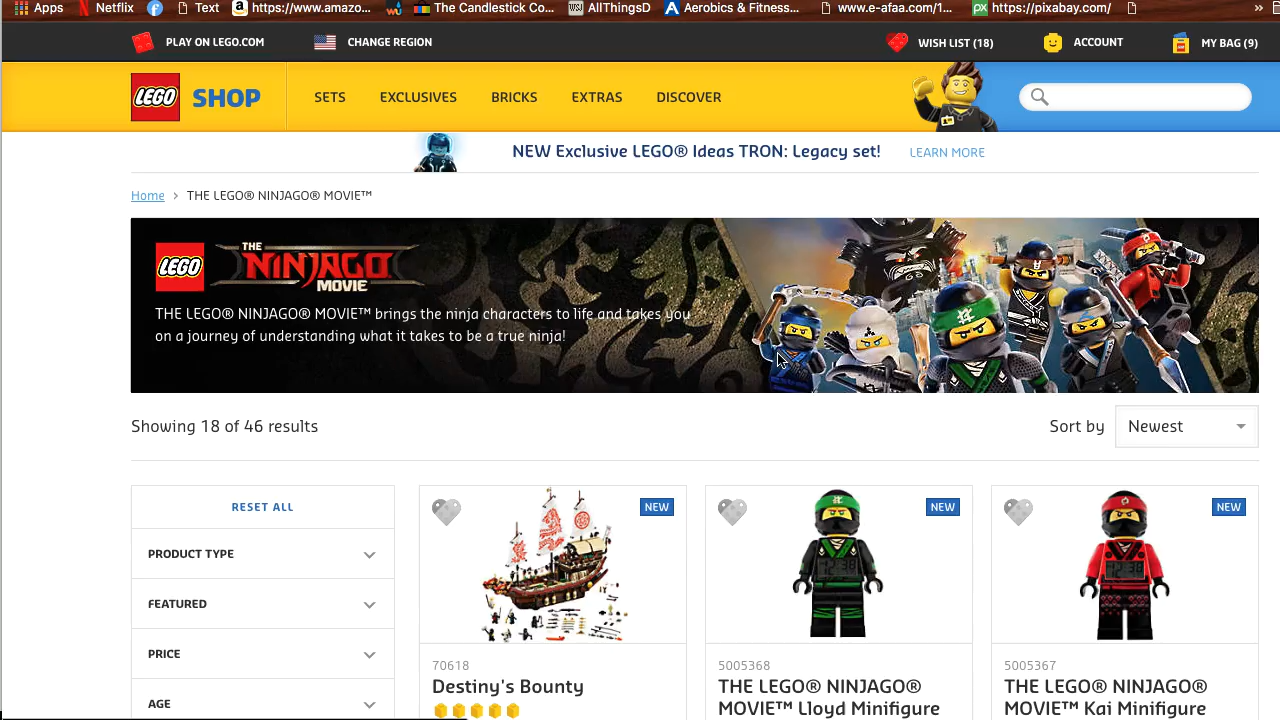 Apps Netflix Text https://www.amazo... The Candlestick Co... AllThingsD Aerobics & Fitness... www.e-afaa.com/1... https://pixabay.com/ »
PLAY ON LEGO.COM CHANGE REGION WISH LIST (18) ACCOUNT MY BAG (9)
LEGO SHOP SETS EXCLUSIVES BRICKS EXTRAS DISCOVER
NEW Exclusive LEGO® Ideas TRON: Legacy set! LEARN MORE
Home › THE LEGO® NINJAGO® MOVIE™
LEGO THE NINJAGO MOVIE
THE LEGO® NINJAGO® MOVIE™ brings the ninja characters to life and takes you
on a journey of understanding what it takes to be a true ninja!
Showing 18 of 46 results Sort by Newest
RESET ALL
PRODUCT TYPE
FEATURED
PRICE
AGE
NEW
70618
Destiny's Bounty
NEW
12:38
5005368
THE LEGO® NINJAGO®
MOVIE™ Lloyd Minifigure
NEW
12:38
5005367
THE LEGO® NINJAGO®
MOVIE™ Kai Minifigure